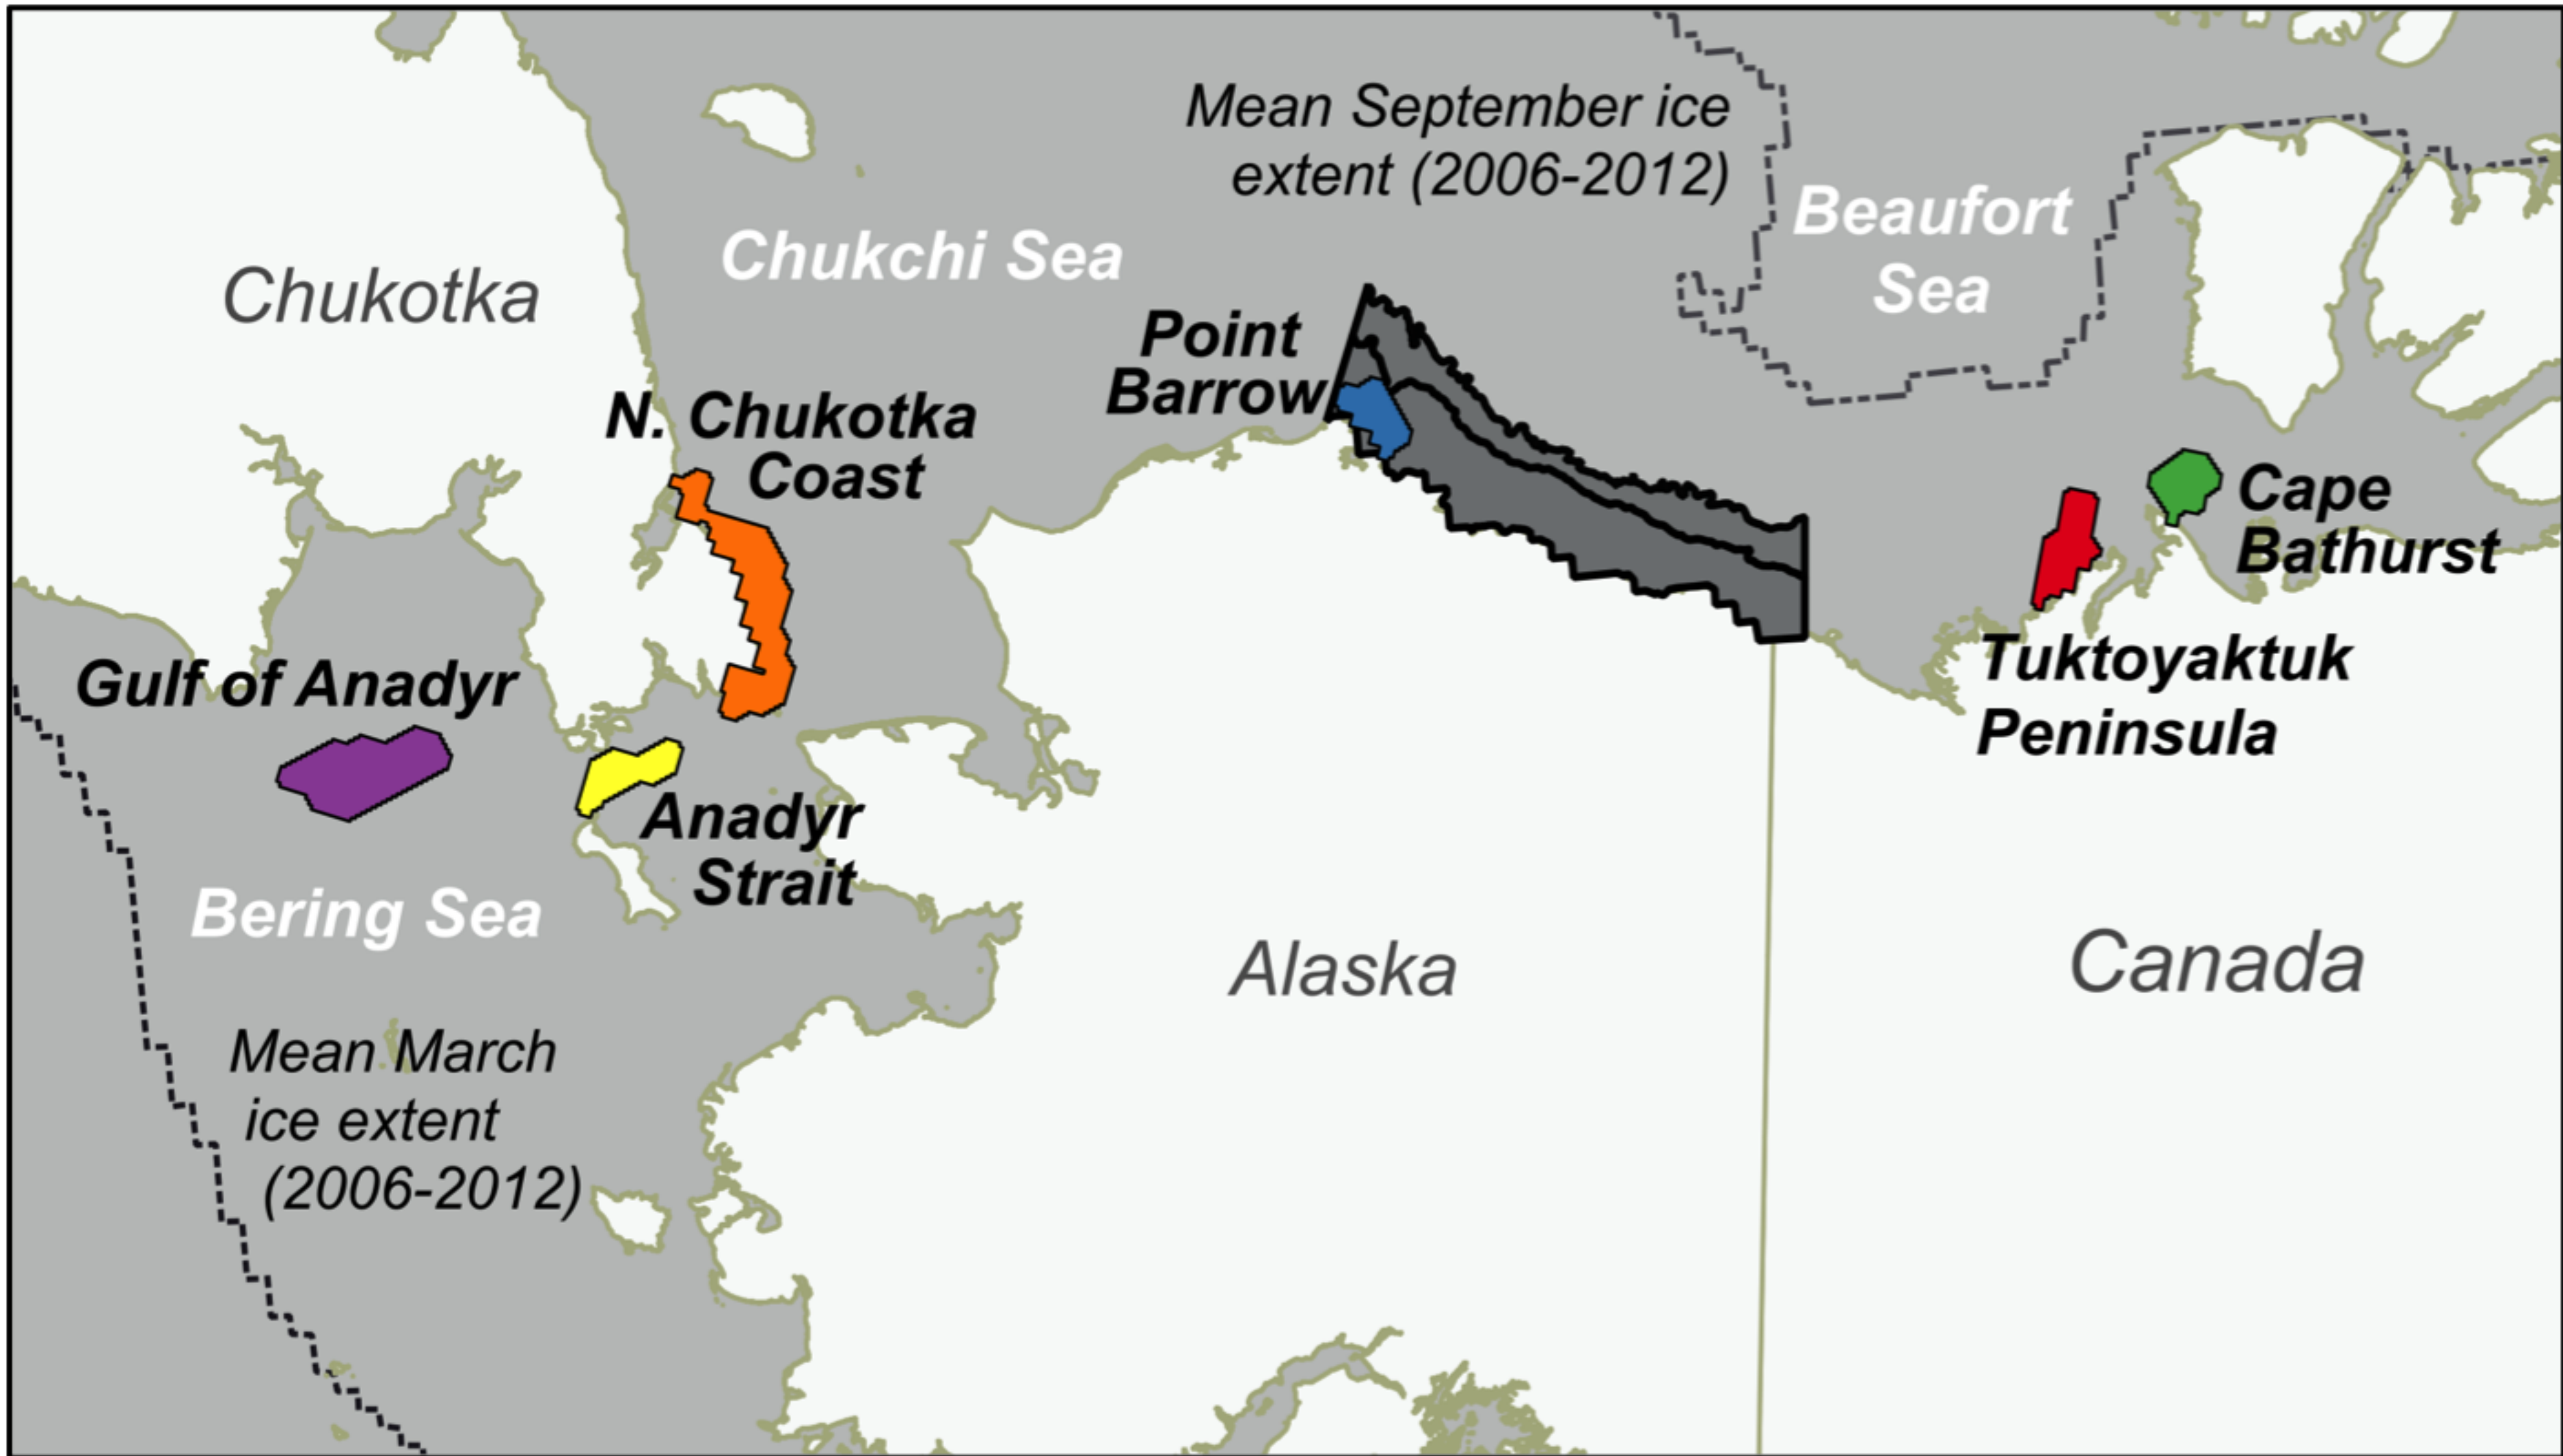 Mean September ice
extent (2006-2012)
Beaufort
Sea
Chukchi Sea
Chukotka
Point
Barrow
N. Chukotka
Coast
Cape
Bathurst
Gulf of Anadyr
Tuktoyaktuk
Peninsula
Anadyr
Strait
Bering Sea
Alaska
Canada
Mean March
ice extent
(2006-2012)